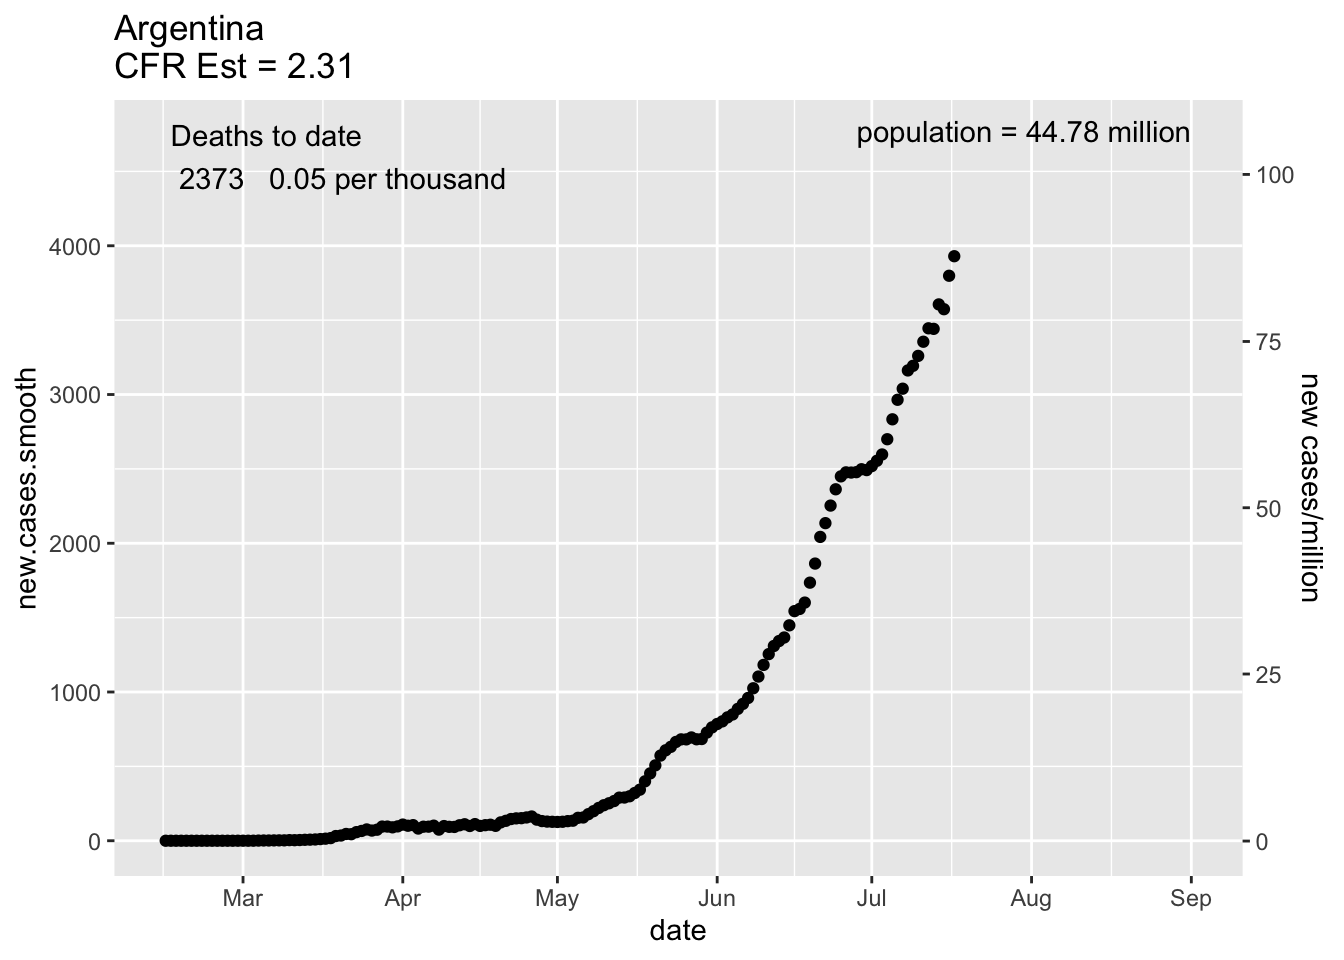 Argentina
CFR Est = 2.31
Deaths to date
2373 0.05 per thousand
population = 44.78 million
new.cases.smooth
4000
3000
2000
1000
0
100
75
50
25
0
new cases/million
Mar Apr May Jun Jul Aug Sep
date